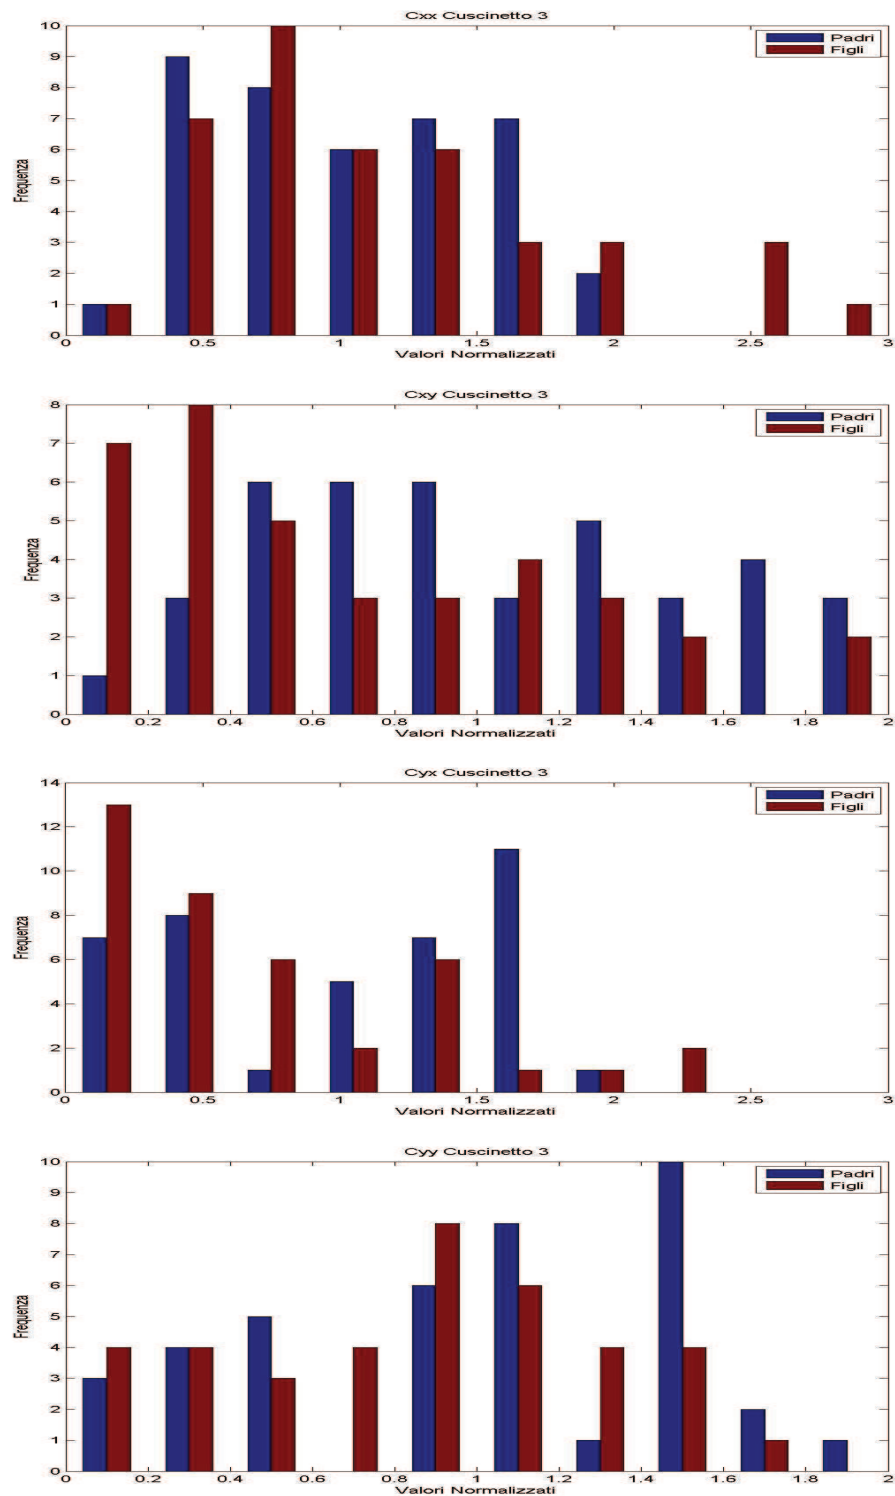 Cxx Cuscinetto 3
10
9
8
7
6
5
4
3
2
1
0
Frequenza
Padri
Figli
0 0.5 1 1.5 2 2.5 3
Valori Normalizzati
Cxy Cuscinetto 3
8
7
6
5
4
3
2
1
0
Frequenza
Padri
Figli
0 0.2 0.4 0.6 0.8 1 1.2 1.4 1.6 1.8 2
Valori Normalizzati
Cyx Cuscinetto 3
14
12
10
8
6
4
2
0
Frequenza
Padri
Figli
0 0.5 1 1.5 2 2.5 3
Valori Normalizzati
Cyy Cuscinetto 3
10
9
8
7
6
5
4
3
2
1
0
Frequenza
Padri
Figli
0 0.2 0.4 0.6 0.8 1 1.2 1.4 1.6 1.8 2
Valori Normalizzati